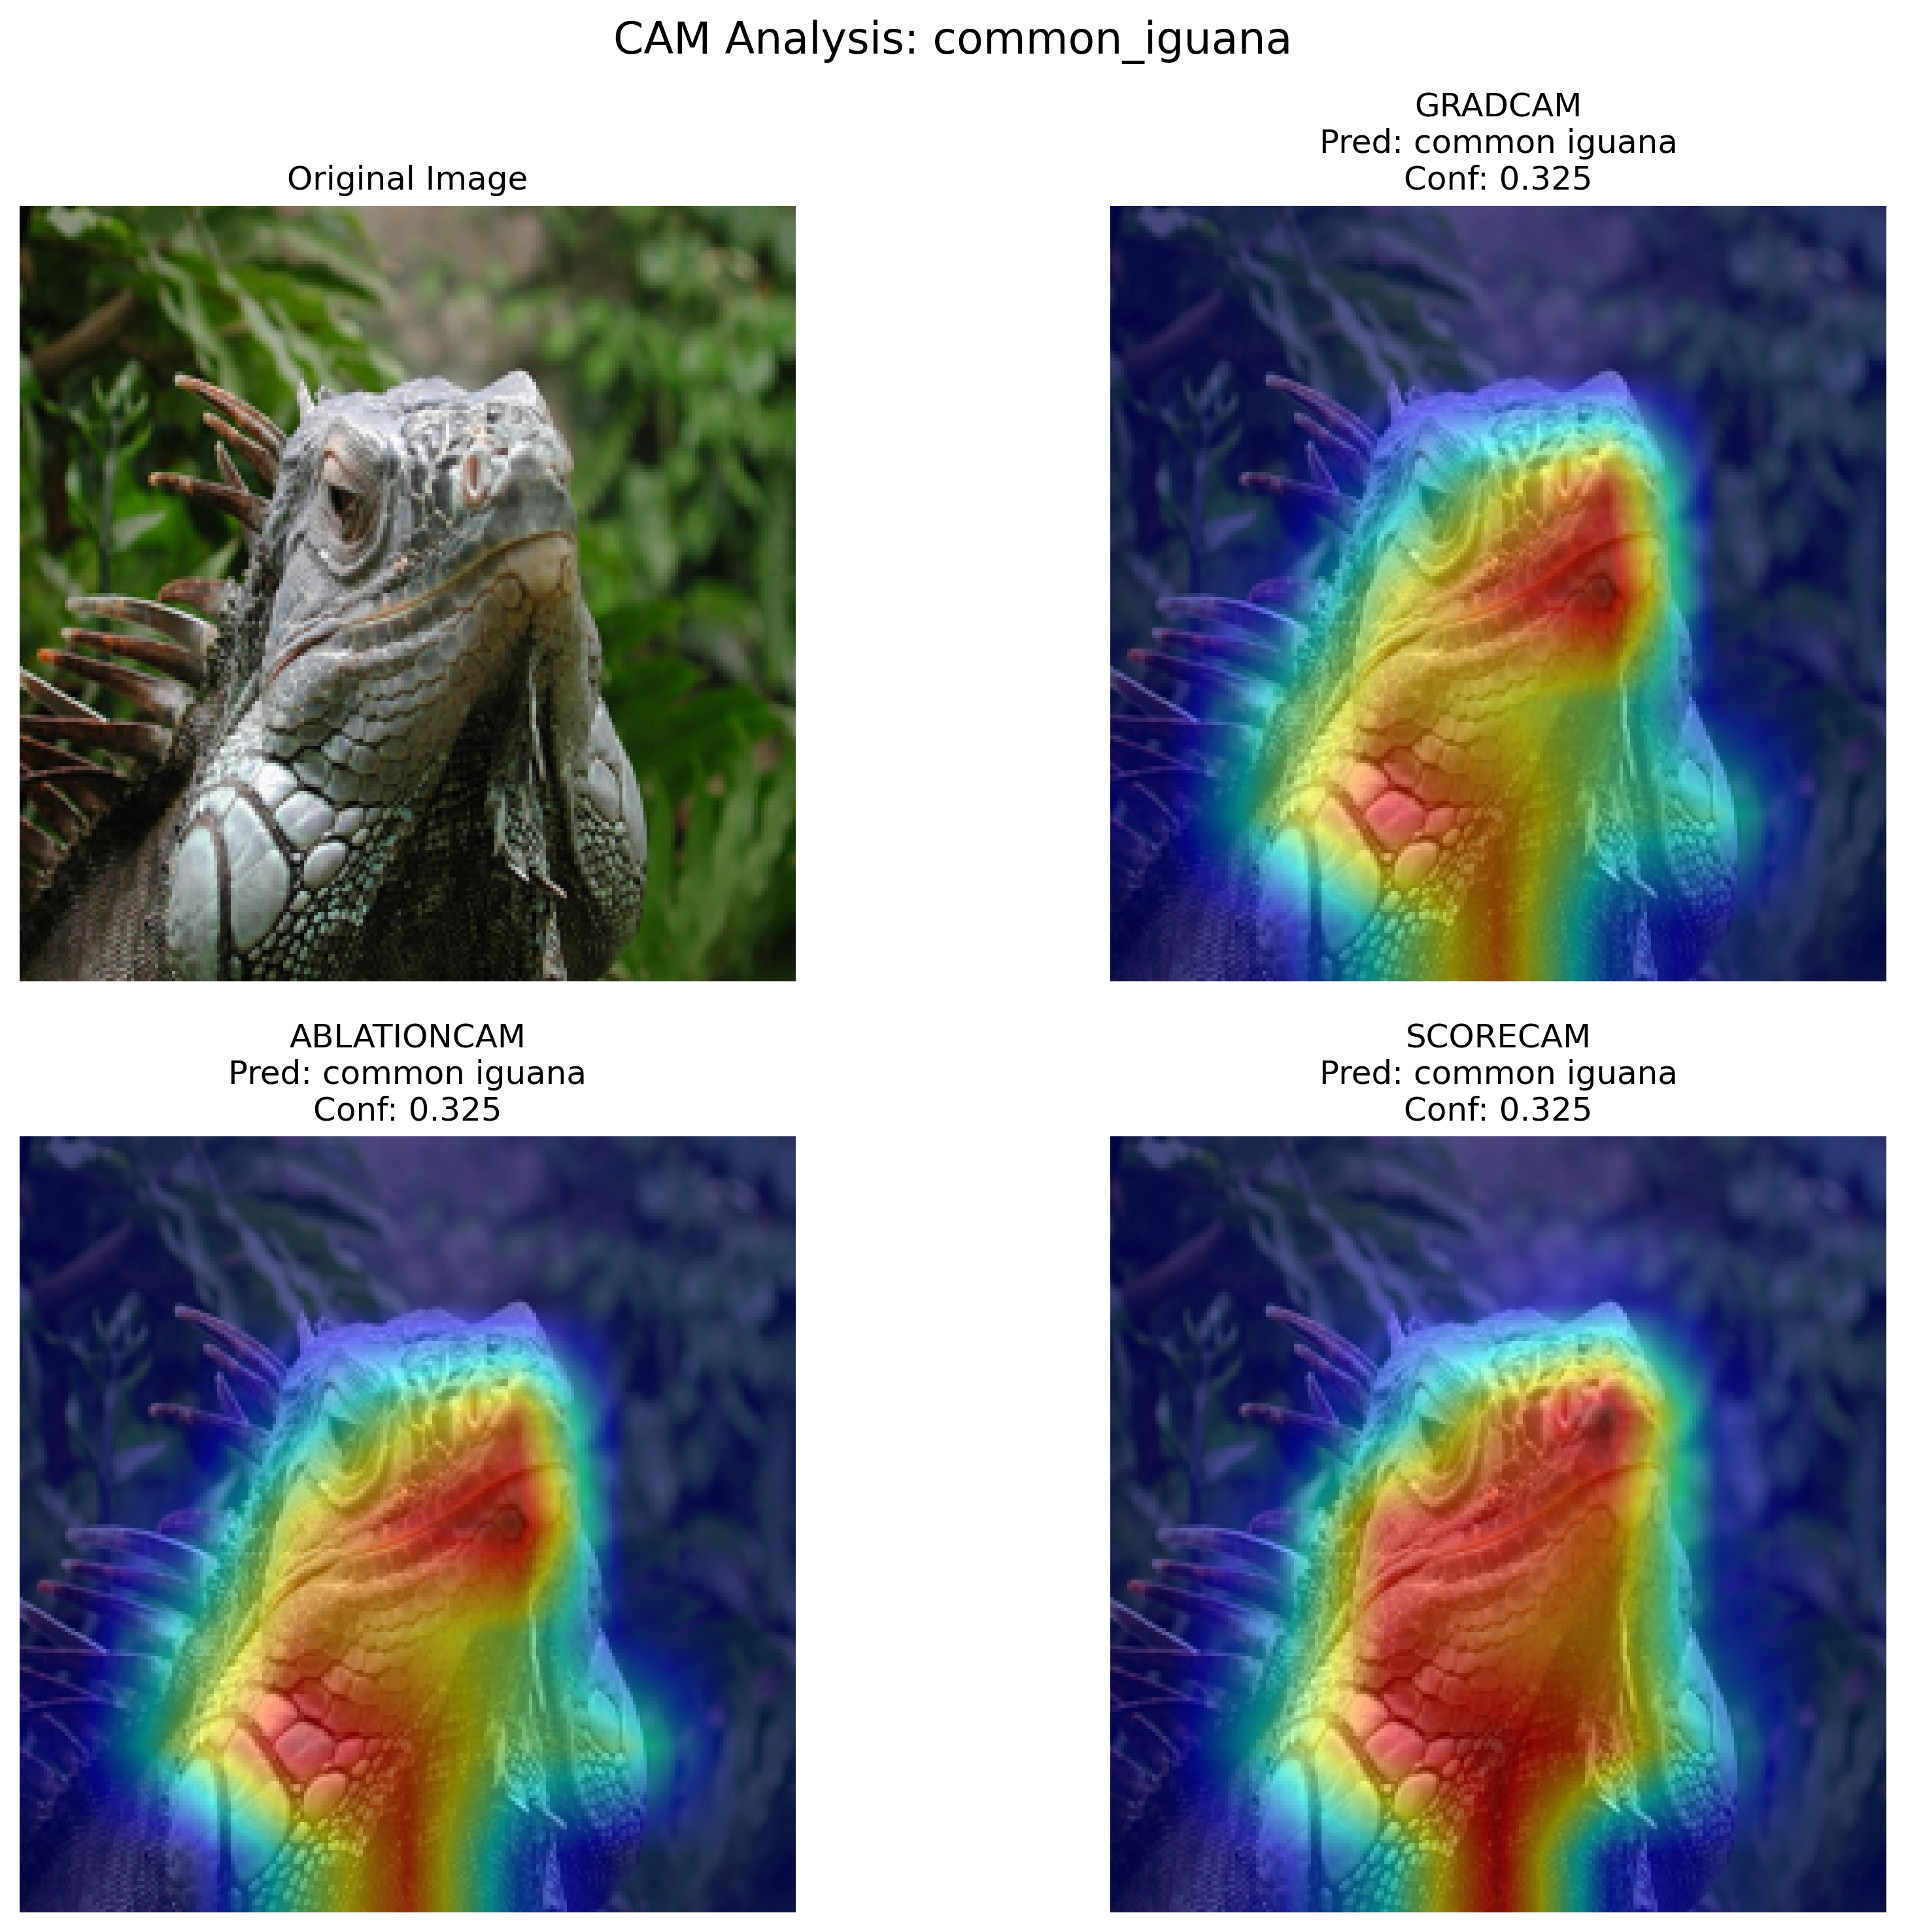 CAM Analysis: common_iguana
Original Image
GRADCAM
Pred: common iguana
Conf: 0.325
ABLATIONCAM
Pred: common iguana
Conf: 0.325
SCORECAM
Pred: common iguana
Conf: 0.325